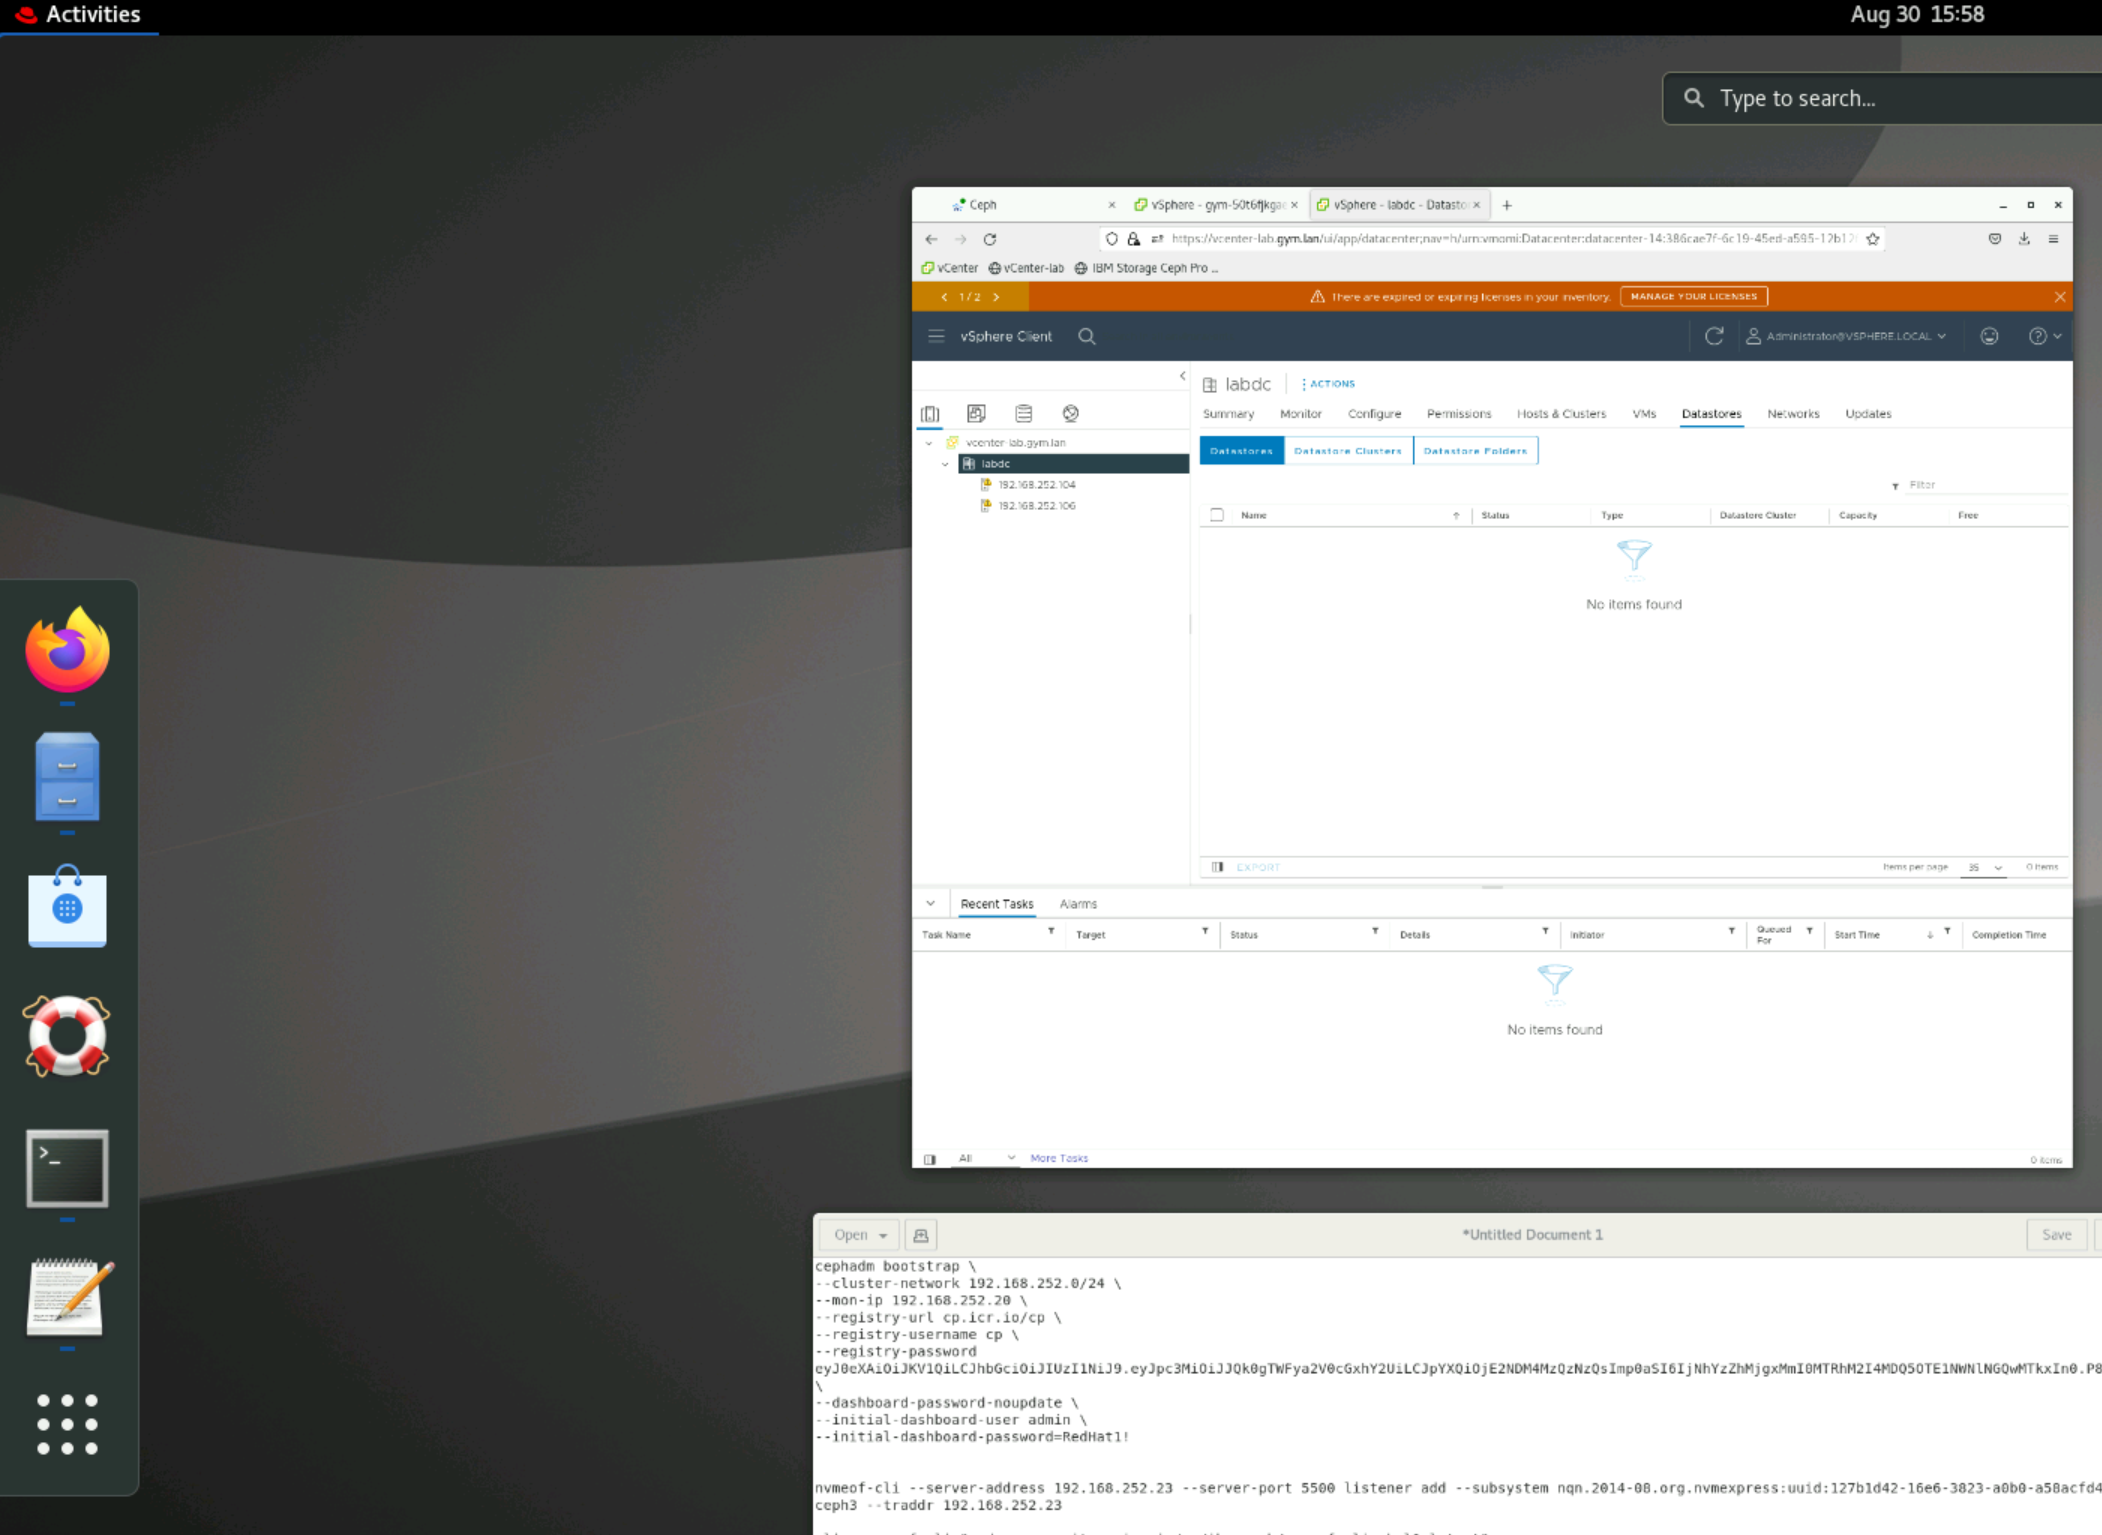 Activities
Aug 30 15:58
Type to search...
Ceph
vSphere - gym-50t6fjkgae
vSphere - labdc - Datasto
https://vcenter-lab.gym.lan/ui/app/datacenter;nav=h/urn:vmomi:Datacenter:datacenter-14:386cae7f-6c19-45ed-a595-12b12
vCenter
vCenter-lab
IBM Storage Ceph Pro ...
1 / 2
There are expired or expiring licenses in your inventory.
MANAGE YOUR LICENSES
vSphere Client
Administrator@VSPHERE.LOCAL
labdc
ACTIONS
Summary Monitor Configure Permissions Hosts & Clusters VMs Datastores Networks Updates
vcenter-lab.gym.lan
labdc
192.168.252.104
192.168.252.106
Datastores Datastore Clusters Datastore Folders
Filter
Name Status Type Datastore Cluster Capacity Free
No items found
EXPORT
Items per page 35 0 items
Recent Tasks Alarms
Task Name Target Status Details Initiator Queued For Start Time Completion Time
No items found
All More Tasks
0 items
Open
*Untitled Document 1
Save
cephadm bootstrap \
--cluster-network 192.168.252.0/24 \
--mon-ip 192.168.252.20 \
--registry-url cp.icr.io/cp \
--registry-username cp \
--registry-password
\
--dashboard-password-noupdate \
--initial-dashboard-user admin \
--initial-dashboard-password=RedHat1!
nvmeof-cli --server-address 192.168.252.23 --server-port 5500 listener add --subsystem nqn.2014-08.org.nvmexpress:uuid:127b1d42-16e6-3823-a0b0-a58acfd4
ceph3 --traddr 192.168.252.23